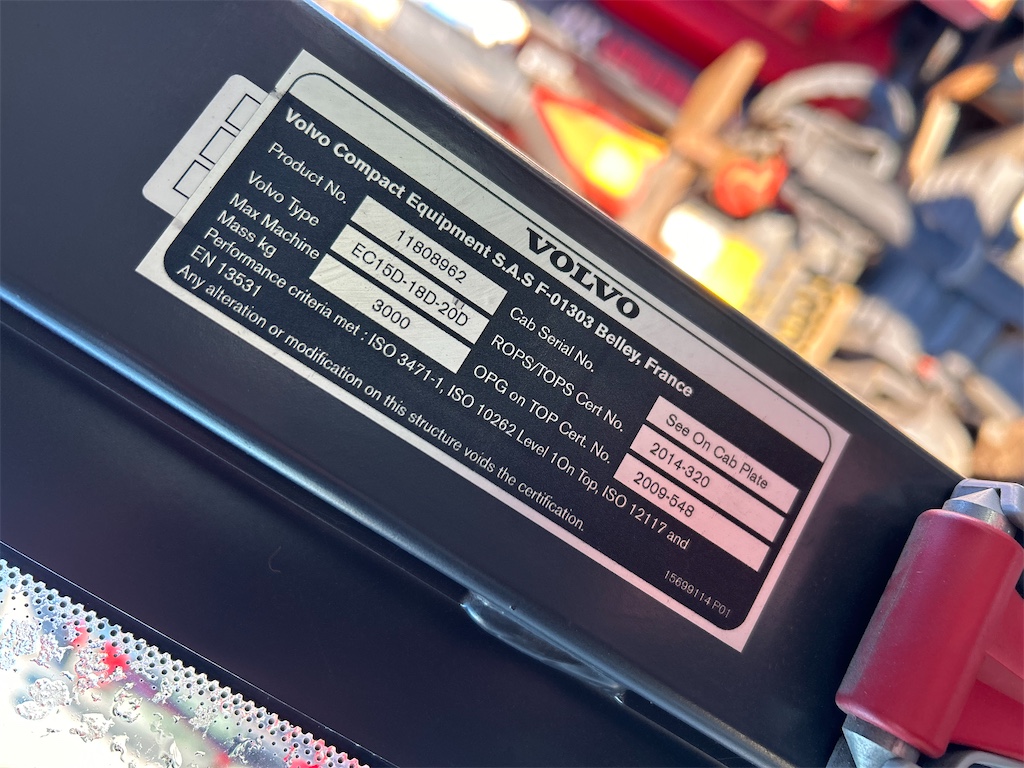 VOLVO
Volvo Compact Equipment S.A.S F-01303 Belley, France
Product No. 11808962 Cab Serial No. See On Cab Plate
Volvo Type EC15D-18D-20D ROPS/TOPS Cert No. 2014-320
Max Machine Mass kg 3000 OPG on TOP Cert. No. 2009-548
Performance criteria met : ISO 3471-1, ISO 10262 Level 1On Top, ISO 12117 and
EN 13531
Any alteration or modification on this structure voids the certification.
15699114 P01